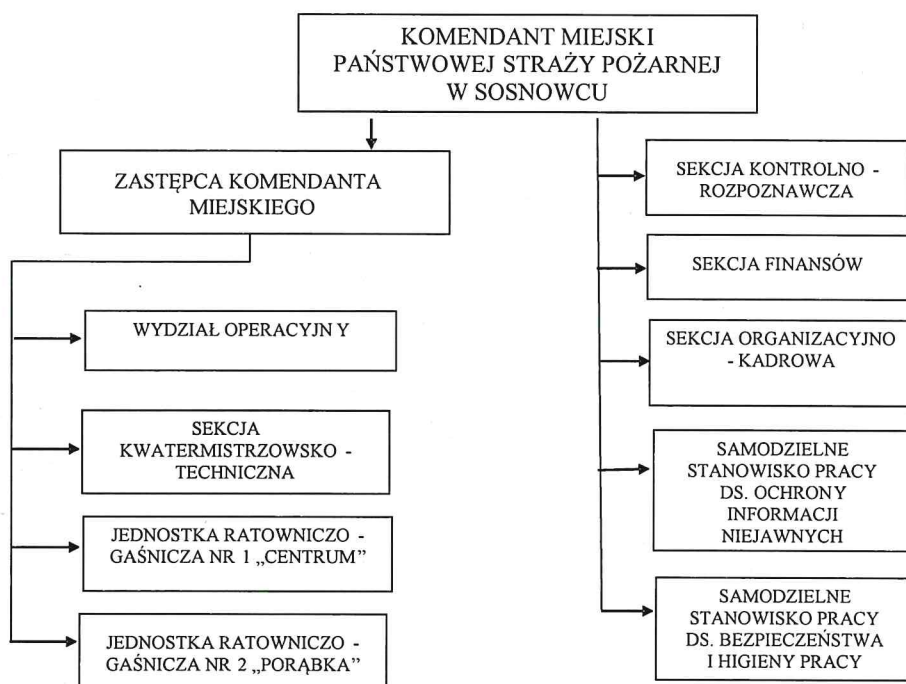 KOMENDANT MIEJSKI
PAŃSTWOWEJ STRAŻY POŻARNEJ
W SOSNOWCU
ZASTĘPCA KOMENDANTA
MIEJSKIEGO
WYDZIAŁ OPERACYJN Y
SEKCJA
KWATERMISTRZOWSKO -
TECHNICZNA
JEDNOSTKA RATOWNICZO -
GAŚNICZA NR 1 „CENTRUM”
JEDNOSTKA RATOWNICZO -
GAŚNICZA NR 2 „PORĄBKA”
SEKCJA KONTROLNO -
ROZPOZNAWCZA
SEKCJA FINANSÓW
SEKCJA ORGANIZACYJNO
- KADROWA
SAMODZIELNE
STANOWISKO PRACY
DS. OCHRONY
INFORMACJI
NIEJAWNYCH
SAMODZIELNE
STANOWISKO PRACY
DS. BEZPIECZEŃSTWA
I HIGIENY PRACY